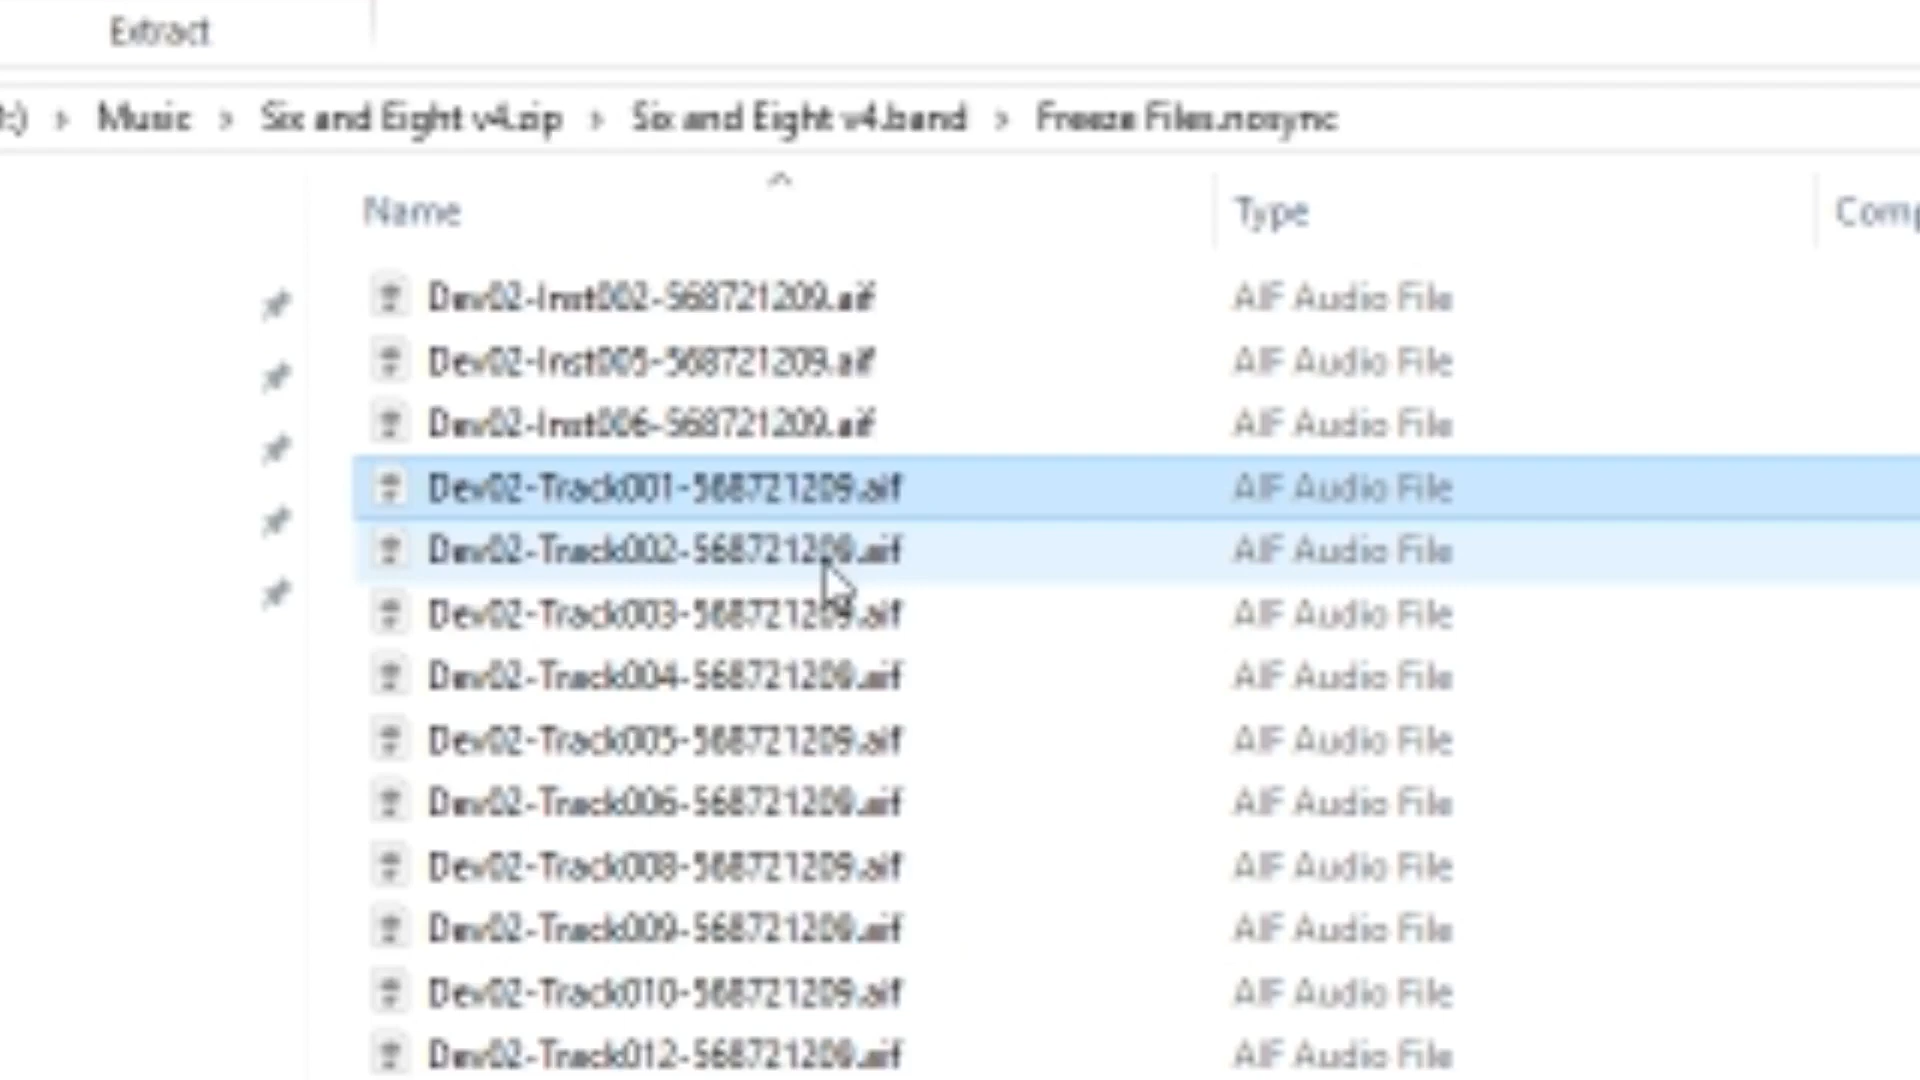 Extract
:) > Music > Six and Eight v4.zip > Six and Eight v4.band > Freeze Files.nosync
Name Type Comp
Dev02-Inst002-568721209.aif AIF Audio File
Dev02-Inst005-568721209.aif AIF Audio File
Dev02-Inst006-568721209.aif AIF Audio File
Dev02-Track001-568721209.aif AIF Audio File
Dev02-Track002-568721209.aif AIF Audio File
Dev02-Track003-568721209.aif AIF Audio File
Dev02-Track004-568721209.aif AIF Audio File
Dev02-Track005-568721209.aif AIF Audio File
Dev02-Track006-568721209.aif AIF Audio File
Dev02-Track008-568721209.aif AIF Audio File
Dev02-Track009-568721209.aif AIF Audio File
Dev02-Track010-568721209.aif AIF Audio File
Dev02-Track012-568721209.aif AIF Audio File